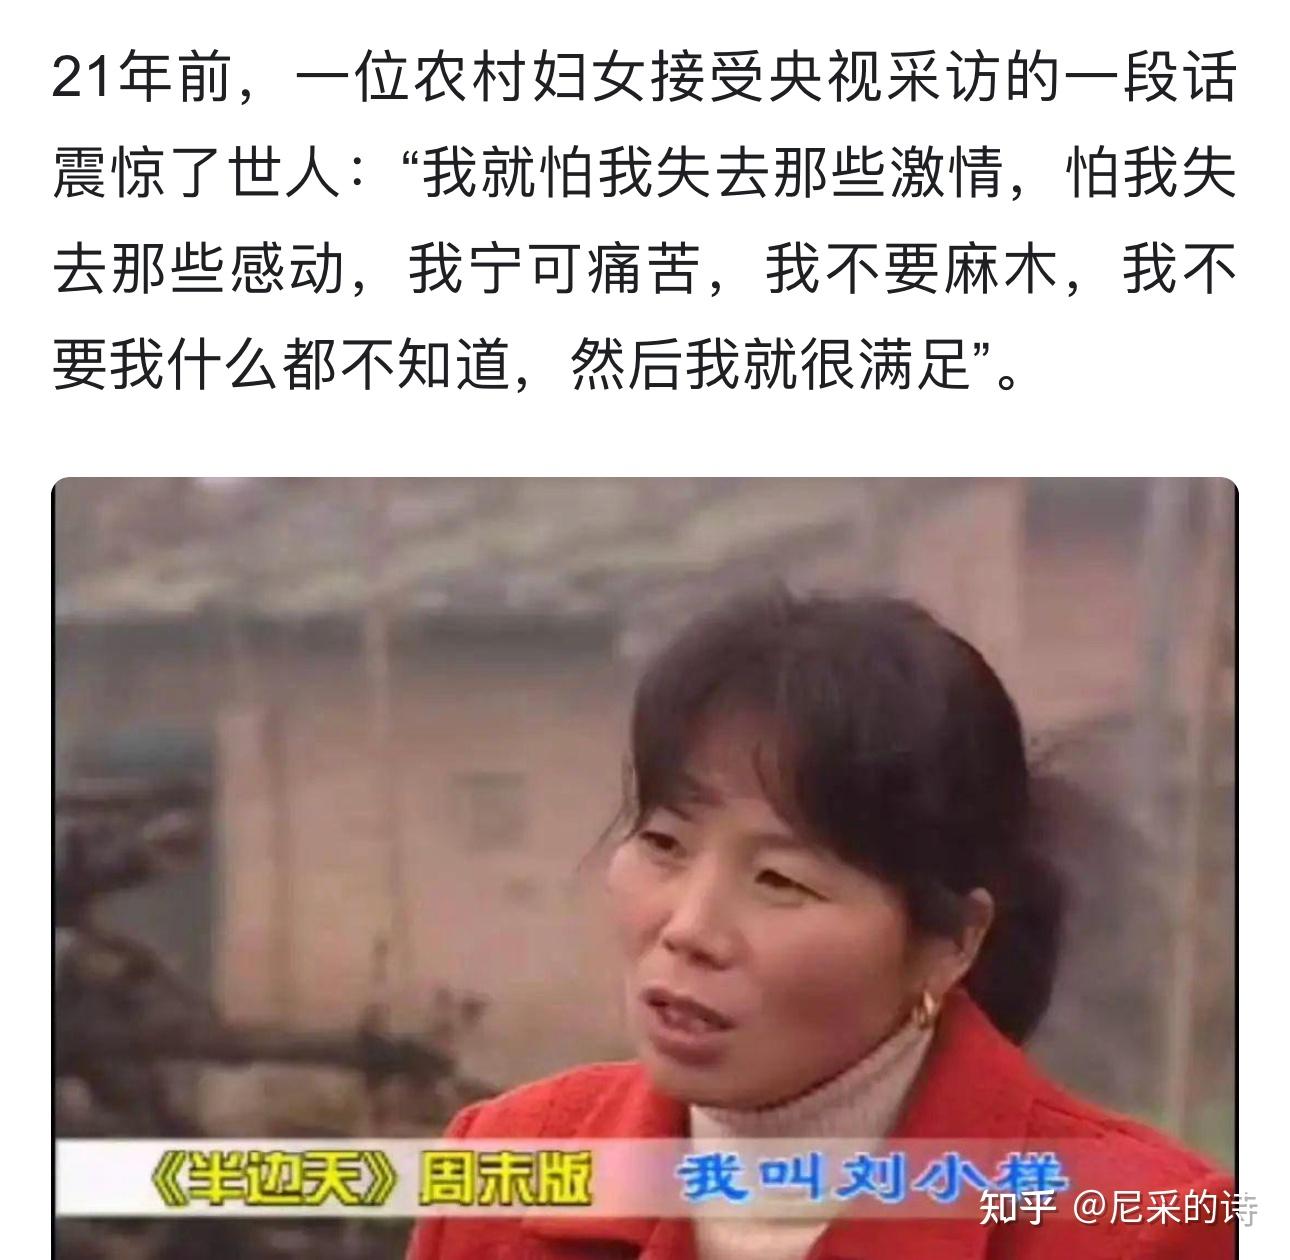 21年前，一位农村妇女接受央视采访的一段话
震惊了世人：“我就怕我失去那些激情，怕我失
去那些感动，我宁可痛苦，我不要麻木，我不
要我什么都不知道，然后我就很满足”。
《半边天》周末版 我叫刘小样
知乎 @尼采的诗